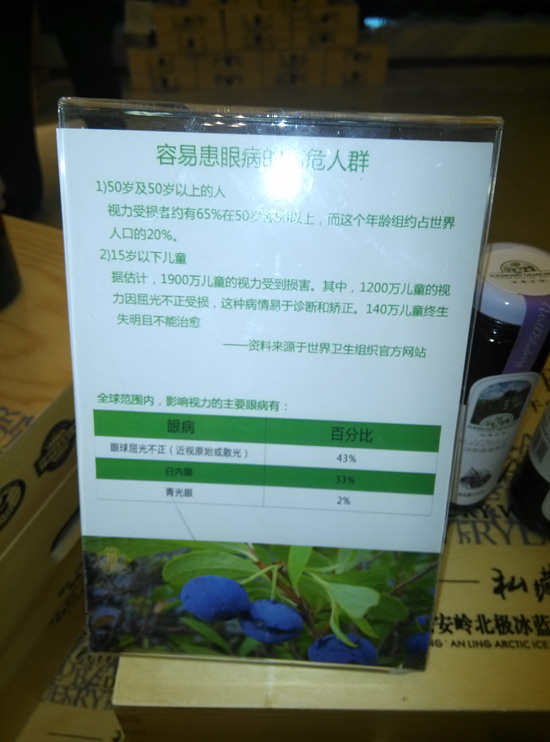 容易患眼病的 危人群
1)50岁及50岁以上的人
视力受损者约有65%在50岁及50以上，而这个年龄组约占世界
人口的20%。
2)15岁以下儿童
据估计，1900万儿童的视力受到损害。其中，1200万儿童的视
力因屈光不正受损，这种病情易于诊断和矫正。140万儿童终生
失明且不能治愈
——资料来源于世界卫生组织官方网站
全球范围内，影响视力的主要眼病有：
眼病 百分比
眼球屈光不正（近视原始或散光） 43%
白内障 33%
青光眼 2%
私藏
安岭北极冰蓝
G'AN LING ARCTIC ICE